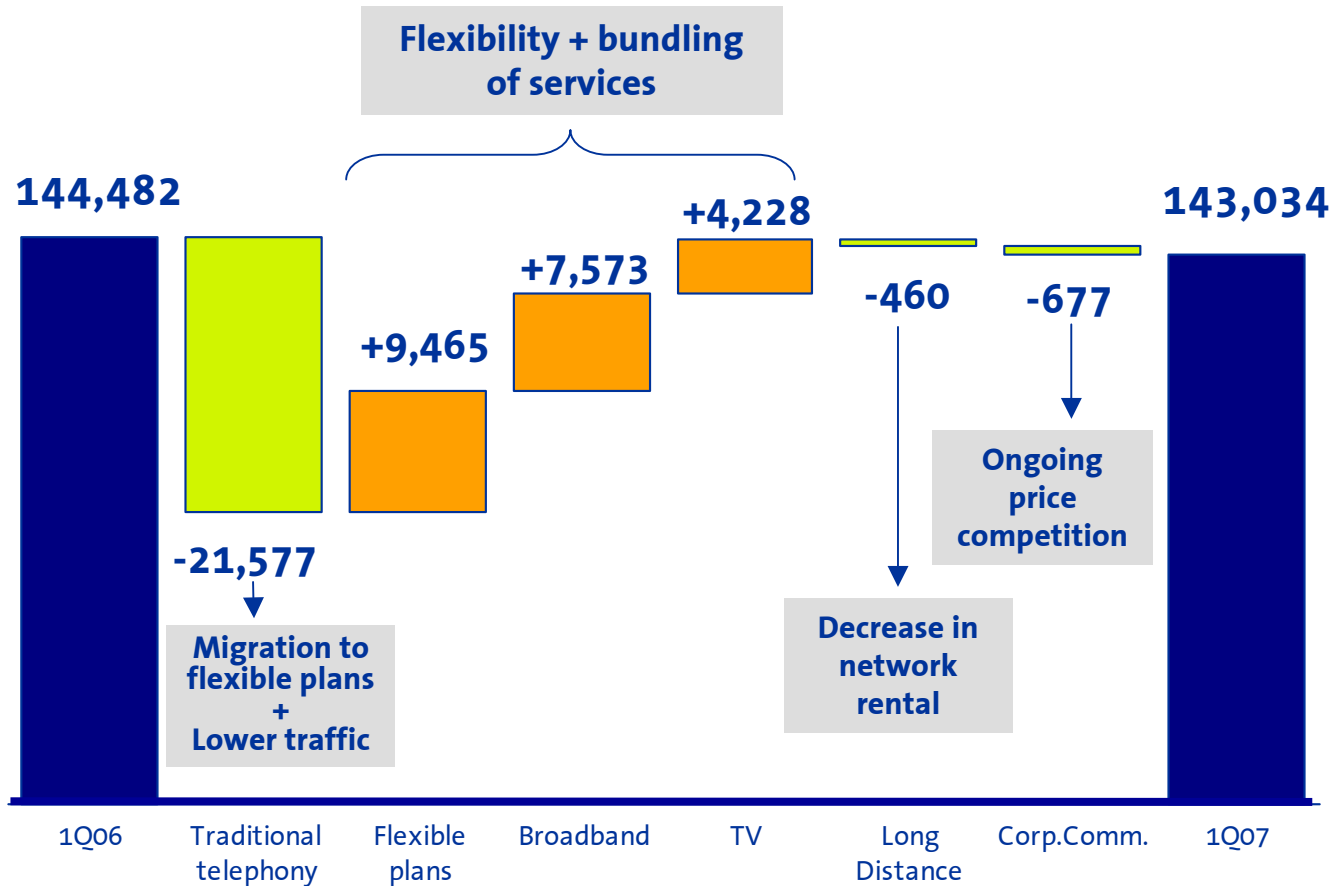 Flexibility + bundling
of services
144,482
-21,577
+9,465
+7,573
+4,228
-460
-677
143,034
Migration to
flexible plans
+
Lower traffic
Decrease in
network
rental
Ongoing
price
competition
1Q06
Traditional
telephony
Flexible
plans
Broadband
TV
Long
Distance
Corp.Comm.
1Q07